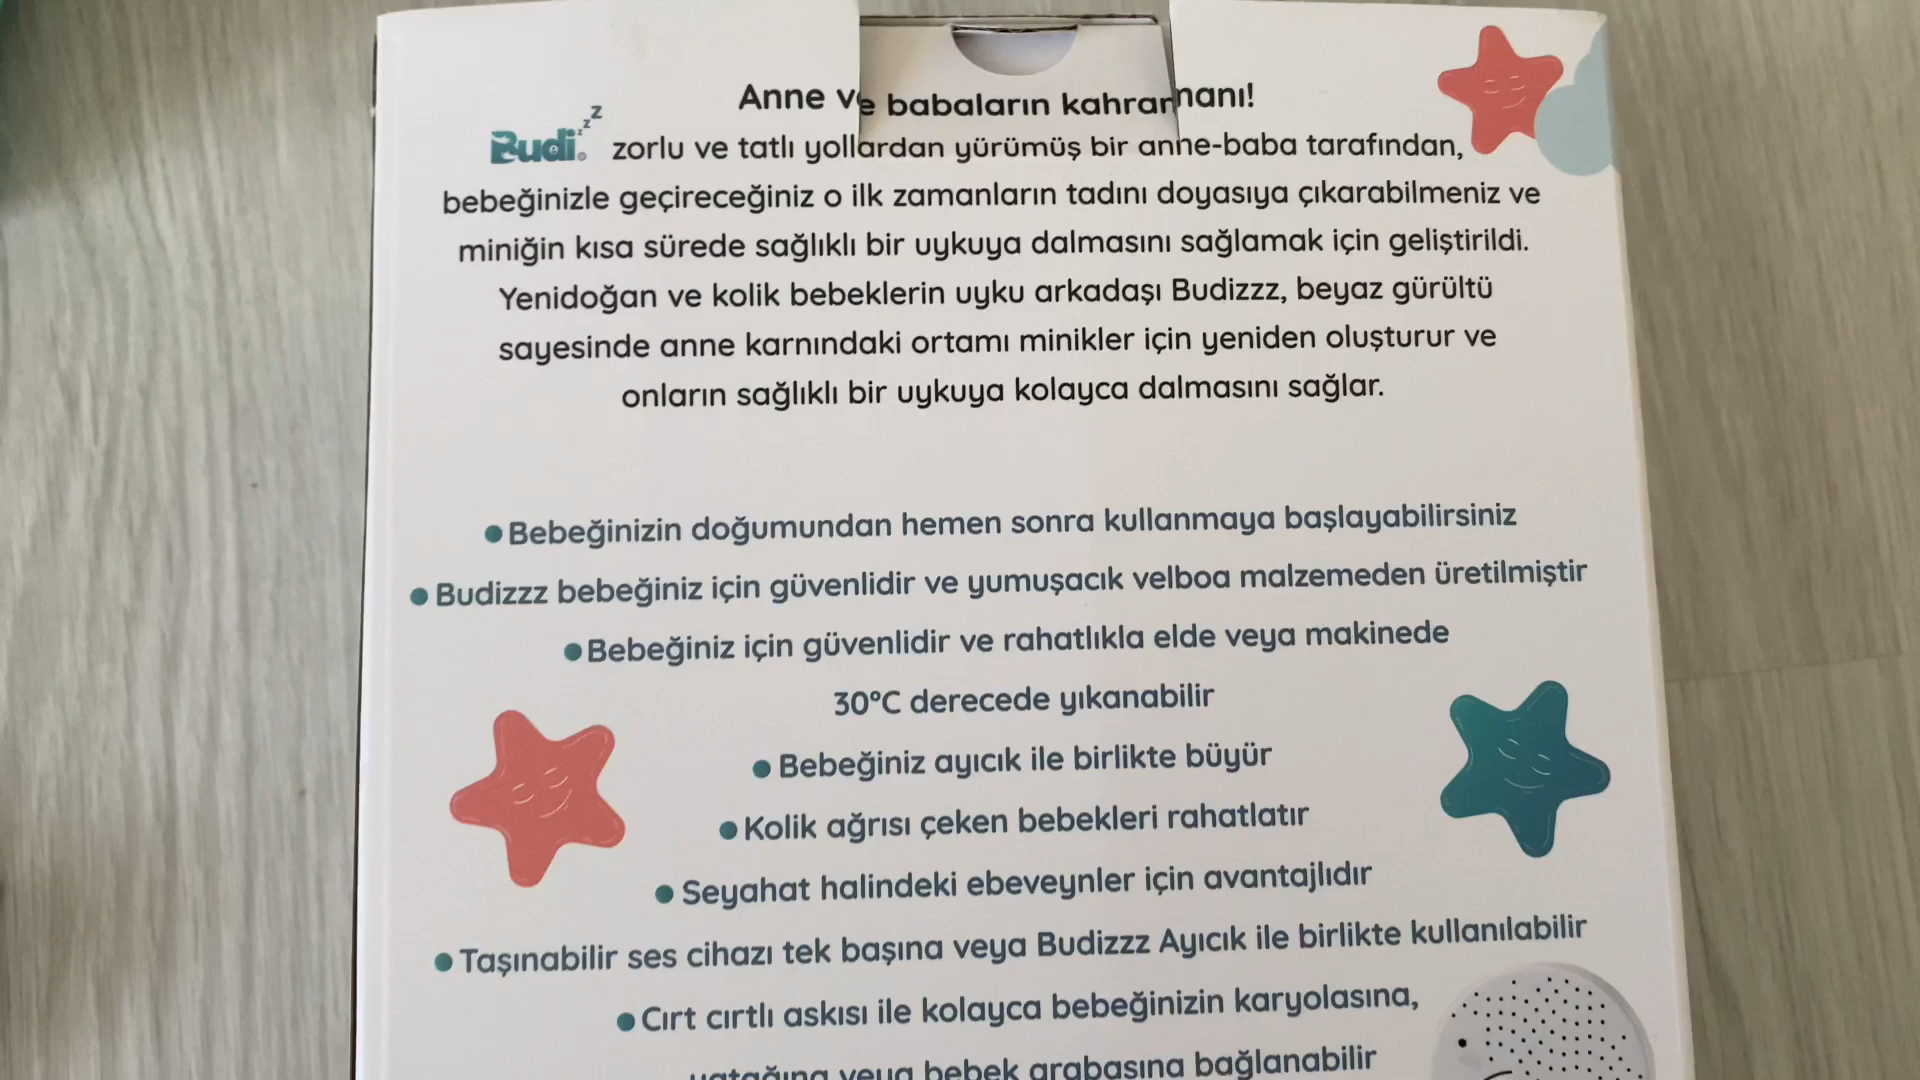 Anne ve babaların kahramanı!
Budizzz zorlu ve tatlı yollardan yürümüş bir anne-baba tarafından,
bebeğinizle geçireceğiniz o ilk zamanların tadını doyasıya çıkarabilmeniz ve
miniğin kısa sürede sağlıklı bir uykuya dalmasını sağlamak için geliştirildi.
Yenidoğan ve kolik bebeklerin uyku arkadaşı Budizzz, beyaz gürültü
sayesinde anne karnındaki ortamı minikler için yeniden oluşturur ve
onların sağlıklı bir uykuya kolayca dalmasını sağlar.
● Bebeğinizin doğumundan hemen sonra kullanmaya başlayabilirsiniz
● Budizzz bebeğiniz için güvenlidir ve yumuşacık velboa malzemeden üretilmiştir
● Bebeğiniz için güvenlidir ve rahatlıkla elde veya makinede
30°C derecede yıkanabilir
● Bebeğiniz ayıcık ile birlikte büyür
● Kolik ağrısı çeken bebekleri rahatlatır
● Seyahat halindeki ebeveynler için avantajlıdır
● Taşınabilir ses cihazı tek başına veya Budizzz Ayıcık ile birlikte kullanılabilir
● Cırt cırtlı askısı ile kolayca bebeğinizin karyolasına,
yatağına veya bebek arabasına bağlanabilir